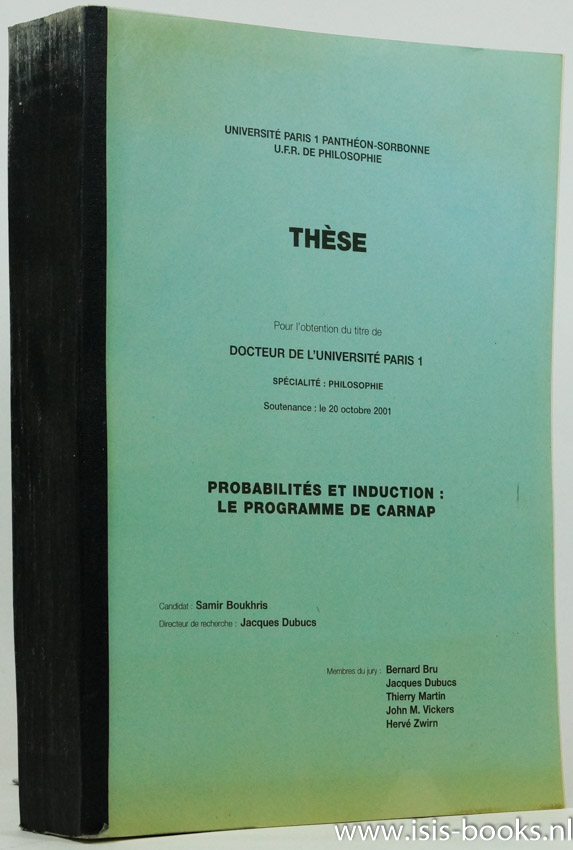 UNIVERSITÉ PARIS 1 PANTHÉON-SORBONNE
U.F.R. DE PHILOSOPHIE
THÈSE
Pour l'obtention du titre de
DOCTEUR DE L'UNIVERSITÉ PARIS 1
SPÉCIALITÉ : PHILOSOPHIE
Soutenance : le 20 octobre 2001
PROBABILITÉS ET INDUCTION :
LE PROGRAMME DE CARNAP
Candidat : Samir Boukhris
Directeur de recherche : Jacques Dubucs
Membres du jury : Bernard Bru
Jacques Dubucs
Thierry Martin
John M. Vickers
Hervé Zwirn
www.isis-books.nl